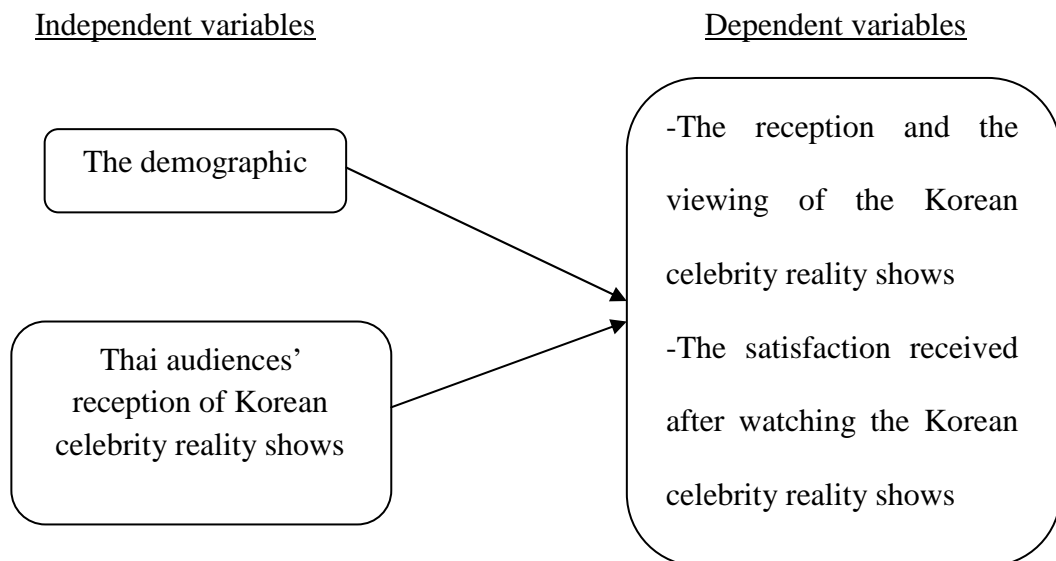 Independent variables
Dependent variables
The demographic
Thai audiences’
reception of Korean
celebrity reality shows
-The reception and the
viewing of the Korean
celebrity reality shows
-The satisfaction received
after watching the Korean
celebrity reality shows